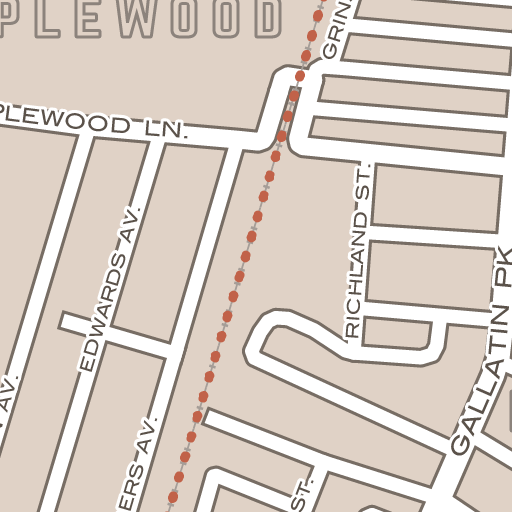 PLEWOOD
GRIN
PLEWOOD LN.
RICHLAND ST.
EDWARDS AV.
GALLATIN PK
AV.
ERS AV.
ST.